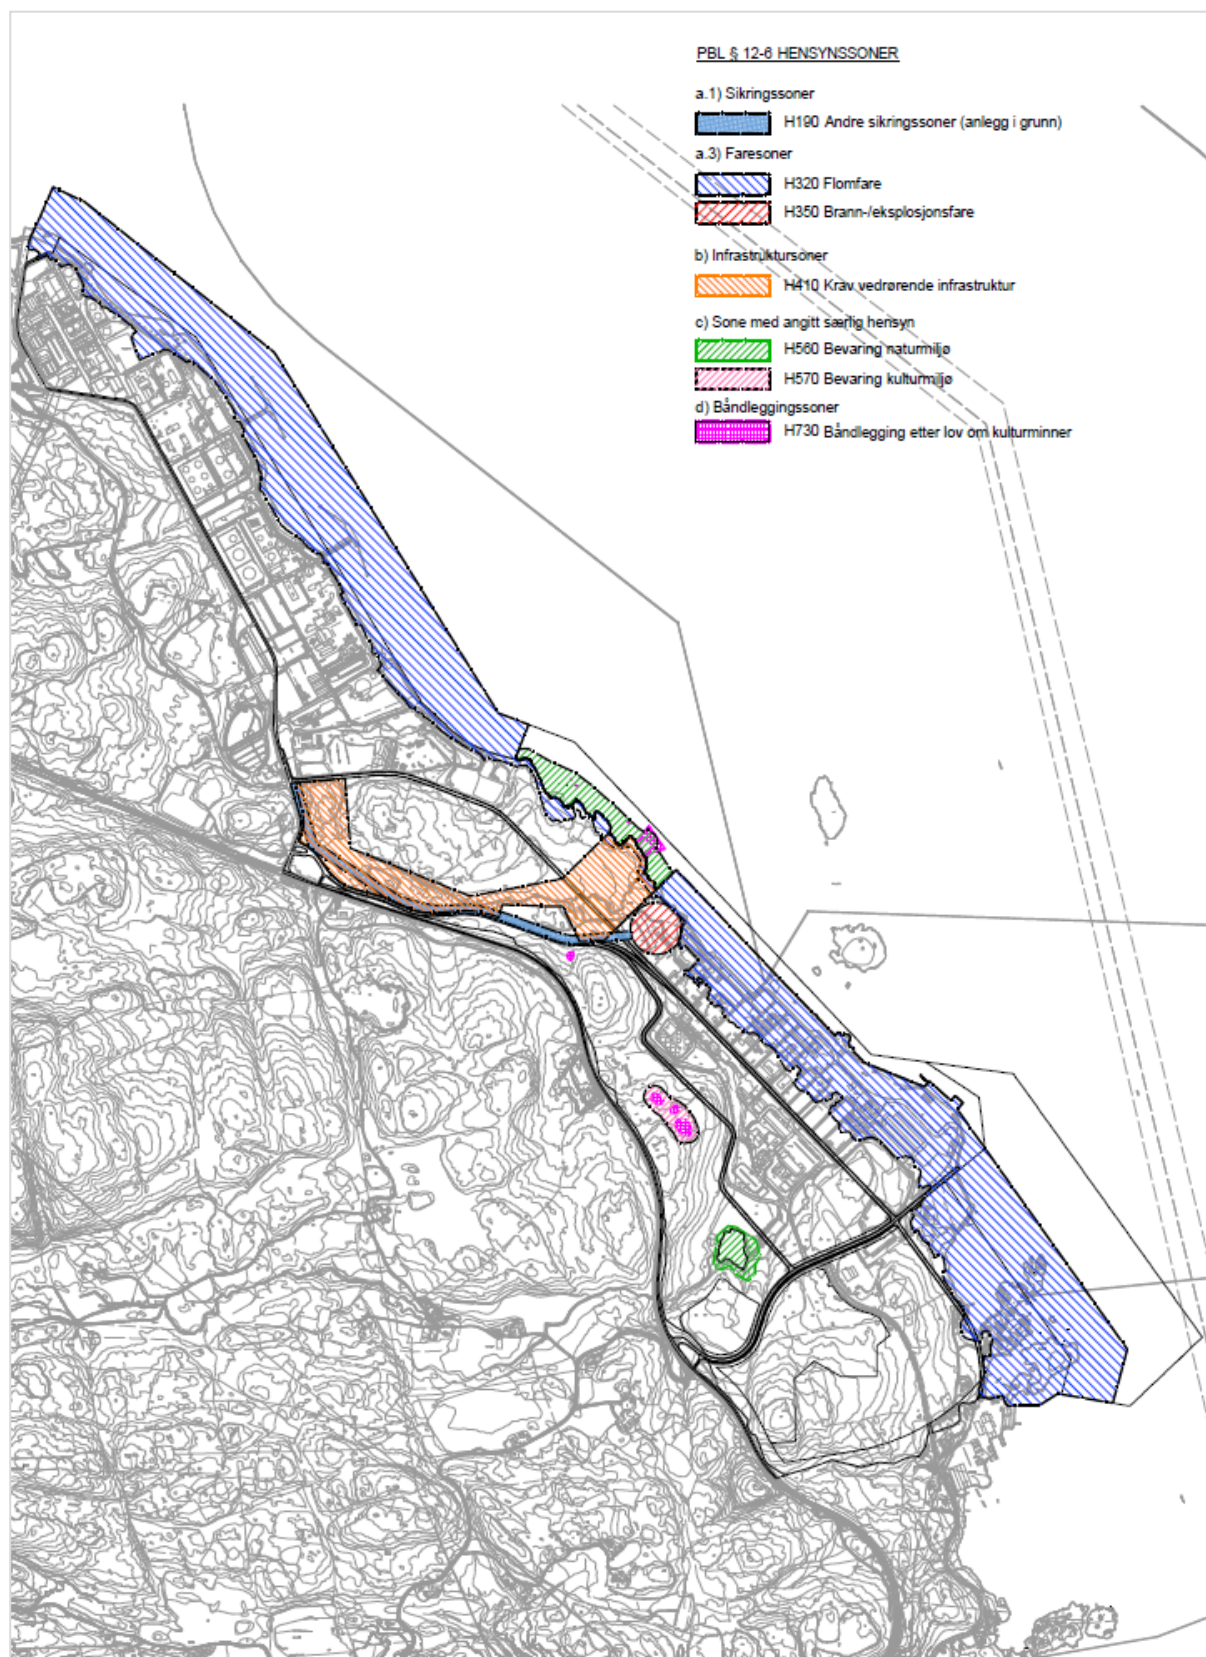 PBL § 12-6 HENSYNSSONER
a.1) Sikringssoner
H190 Andre sikringssoner (anlegg i grunn)
a.3) Faresoner
H320 Flomfare
H350 Brann-/eksplosjonsfare
b) Infrastruktursoner
H410 Krav vedrørende infrastruktur
c) Sone med angitt særlig hensyn
H560 Bevaring naturmiljø
H570 Bevaring kulturmiljø
d) Båndleggingssoner
H730 Båndlegging etter lov om kulturminner